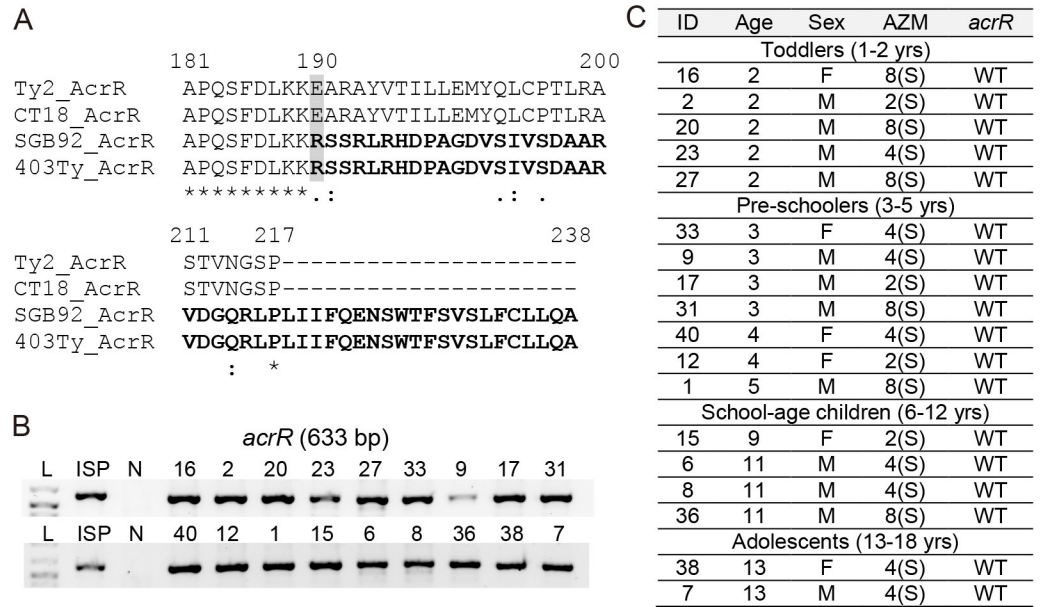 A
181 190 200
Ty2_AcrR APQSFDLKKEARAYVTILLEMYQLCPTLRA
CT18_AcrR APQSFDLKKEARAYVTILLEMYQLCPTLRA
SGB92_AcrR APQSFDLKKRSSRLRHDPAGDVSIVSDAAR
403Ty_AcrR APQSFDLKKRSSRLRHDPAGDVSIVSDAAR
*********.: .: .
211 217 238
Ty2_AcrR STVNGSP---------------------
CT18_AcrR STVNGSP---------------------
SGB92_AcrR VDGQRLPLIIFQENSWTFSVSLFCLLQA
403Ty_AcrR VDGQRLPLIIFQENSWTFSVSLFCLLQA
: *
B
acrR (633 bp)
L ISP N 16 2 20 23 27 33 9 17 31
L ISP N 40 12 1 15 6 8 36 38 7
C
ID Age Sex AZM acrR
Toddlers (1-2 yrs)
16 2 F 8(S) WT
2 2 M 2(S) WT
20 2 M 8(S) WT
23 2 M 4(S) WT
27 2 M 8(S) WT
Pre-schoolers (3-5 yrs)
33 3 F 4(S) WT
9 3 M 4(S) WT
17 3 M 2(S) WT
31 3 M 8(S) WT
40 4 F 4(S) WT
12 4 F 2(S) WT
1 5 M 8(S) WT
School-age children (6-12 yrs)
15 9 F 2(S) WT
6 11 M 4(S) WT
8 11 M 4(S) WT
36 11 M 8(S) WT
Adolescents (13-18 yrs)
38 13 F 4(S) WT
7 13 M 4(S) WT